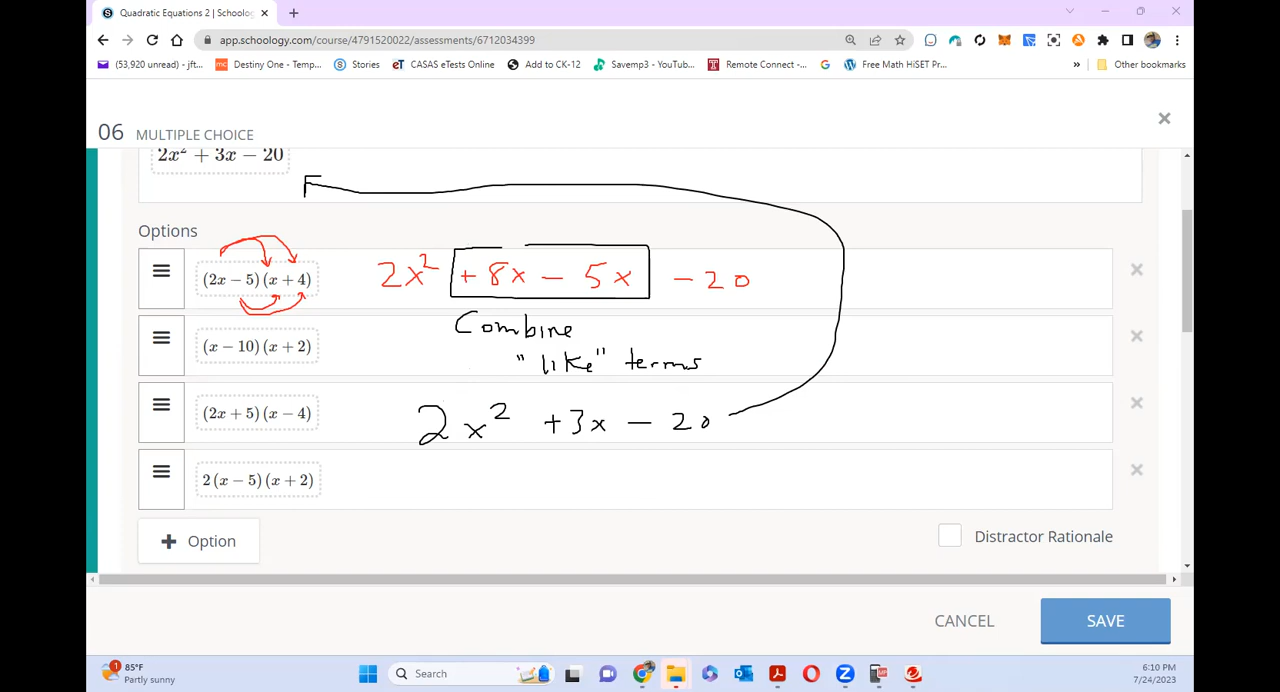 Quadratic Equations 2 | Schoolog
app.schoology.com/course/4791520022/assessments/6712034399
(53,920 unread) - jft... Destiny One - Temp... Stories eT CASAS eTests Online Add to CK-12 Savemp3 - YouTub... Remote Connect -... Free Math HiSET Pr... » Other bookmarks
06 MULTIPLE CHOICE
2x² + 3x − 20
Options
(2x − 5)(x + 4) 2x² + 8x − 5x − 20
Combine
(x − 10)(x + 2)
"like" terms
(2x + 5)(x − 4) 2x² + 3x − 20
2(x − 5)(x + 2)
+ Option Distractor Rationale
CANCEL SAVE
85°F
Partly sunny
Search
6:10 PM
7/24/2023